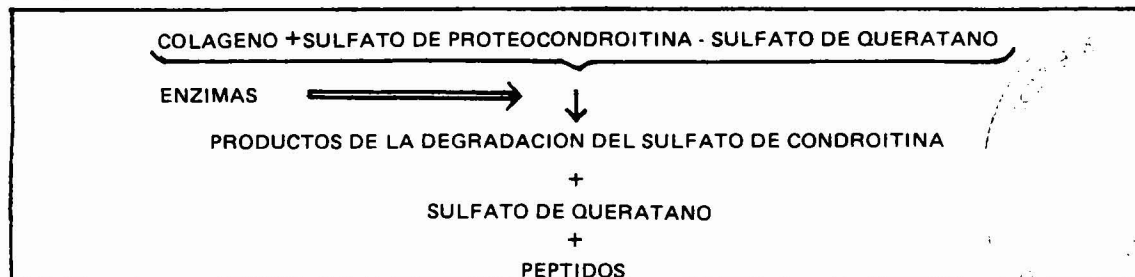 COLAGENO + SULFATO DE PROTEOCONDROITINA - SULFATO DE QUERATANO
ENZIMAS
PRODUCTOS DE LA DEGRADACION DEL SULFATO DE CONDROITINA
+
SULFATO DE QUERATANO
+
PEPTIDOS